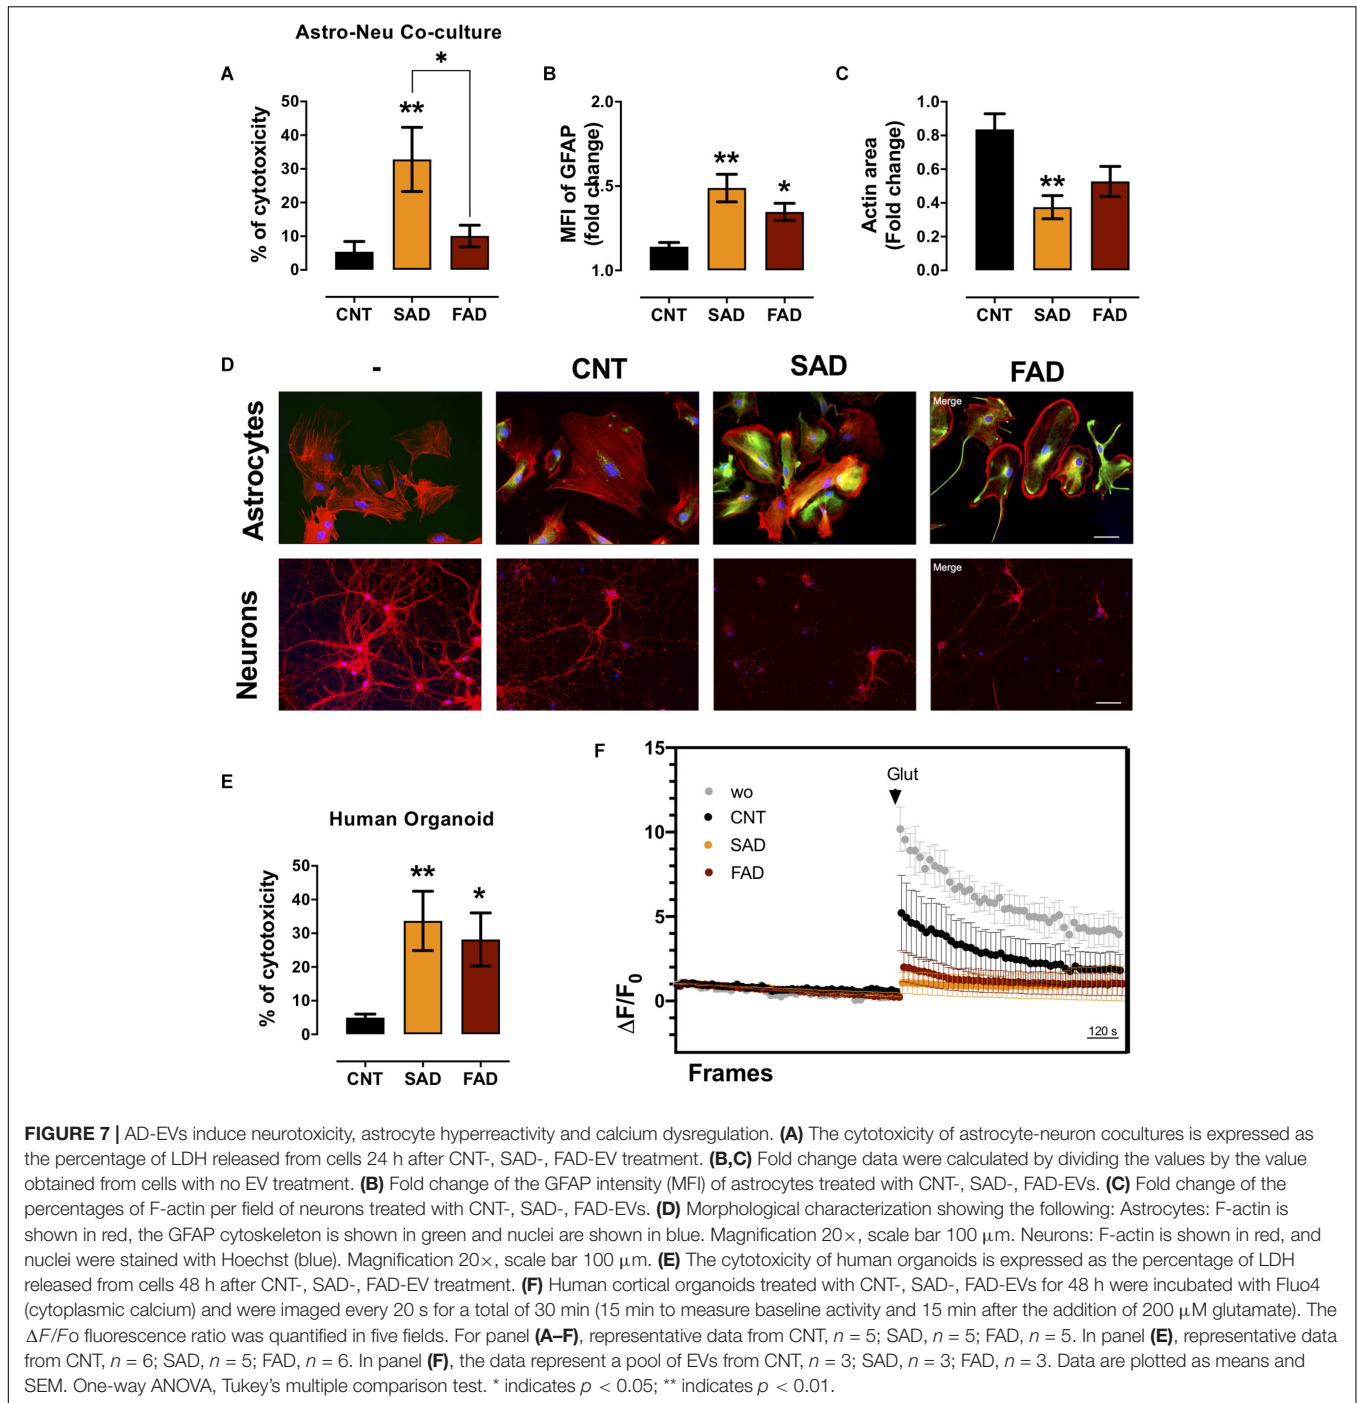 Astro-Neu Co-culture
A
% of cytotoxicity
50
40
30
20
10
0
**
*
CNT SAD FAD
B
MFI of GFAP
(fold change)
2.0
1.5
1.0
**
*
CNT SAD FAD
C
Actin area
(Fold change)
1.0
0.8
0.6
0.4
0.2
0.0
**
CNT SAD FAD
D
- CNT SAD FAD
Astrocytes
Merge
Neurons
Merge
E
Human Organoid
% of cytotoxicity
50
40
30
20
10
0
**
*
CNT SAD FAD
F
ΔF/F0
15
10
5
0
Glut
wo
CNT
SAD
FAD
120 s
Frames
FIGURE 7 | AD-EVs induce neurotoxicity, astrocyte hyperreactivity and calcium dysregulation. (A) The cytotoxicity of astrocyte-neuron cocultures is expressed as
the percentage of LDH released from cells 24 h after CNT-, SAD-, FAD-EV treatment. (B,C) Fold change data were calculated by dividing the values by the value
obtained from cells with no EV treatment. (B) Fold change of the GFAP intensity (MFI) of astrocytes treated with CNT-, SAD-, FAD-EVs. (C) Fold change of the
percentages of F-actin per field of neurons treated with CNT-, SAD-, FAD-EVs. (D) Morphological characterization showing the following: Astrocytes: F-actin is
shown in red, the GFAP cytoskeleton is shown in green and nuclei are shown in blue. Magnification 20×, scale bar 100 μm. Neurons: F-actin is shown in red, and
nuclei were stained with Hoechst (blue). Magnification 20×, scale bar 100 μm. (E) The cytotoxicity of human organoids is expressed as the percentage of LDH
released from cells 48 h after CNT-, SAD-, FAD-EV treatment. (F) Human cortical organoids treated with CNT-, SAD-, FAD-EVs for 48 h were incubated with Fluo4
(cytoplasmic calcium) and were imaged every 20 s for a total of 30 min (15 min to measure baseline activity and 15 min after the addition of 200 μM glutamate). The
ΔF/Fo fluorescence ratio was quantified in five fields. For panel (A–F), representative data from CNT, n = 5; SAD, n = 5; FAD, n = 5. In panel (E), representative data
from CNT, n = 6; SAD, n = 5; FAD, n = 6. In panel (F), the data represent a pool of EVs from CNT, n = 3; SAD, n = 3; FAD, n = 3. Data are plotted as means and
SEM. One-way ANOVA, Tukey's multiple comparison test. * indicates p < 0.05; ** indicates p < 0.01.